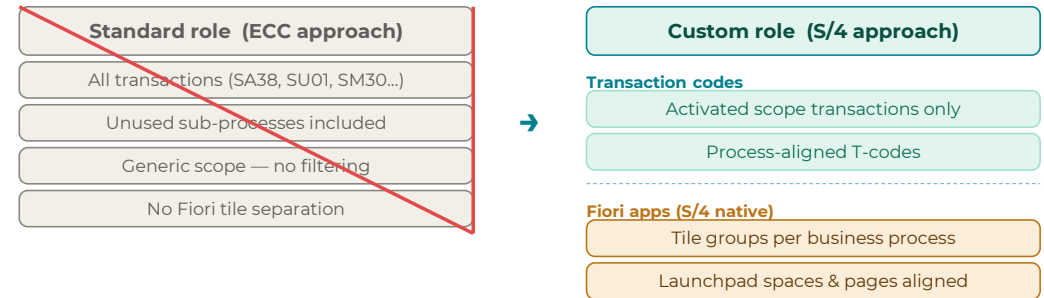 Standard role (ECC approach)
All transactions (SA38, SU01, SM30...)
Unused sub-processes included
Generic scope — no filtering
No Fiori tile separation
➔
Custom role (S/4 approach)
Transaction codes
Activated scope transactions only
Process-aligned T-codes
Fiori apps (S/4 native)
Tile groups per business process
Launchpad spaces & pages aligned